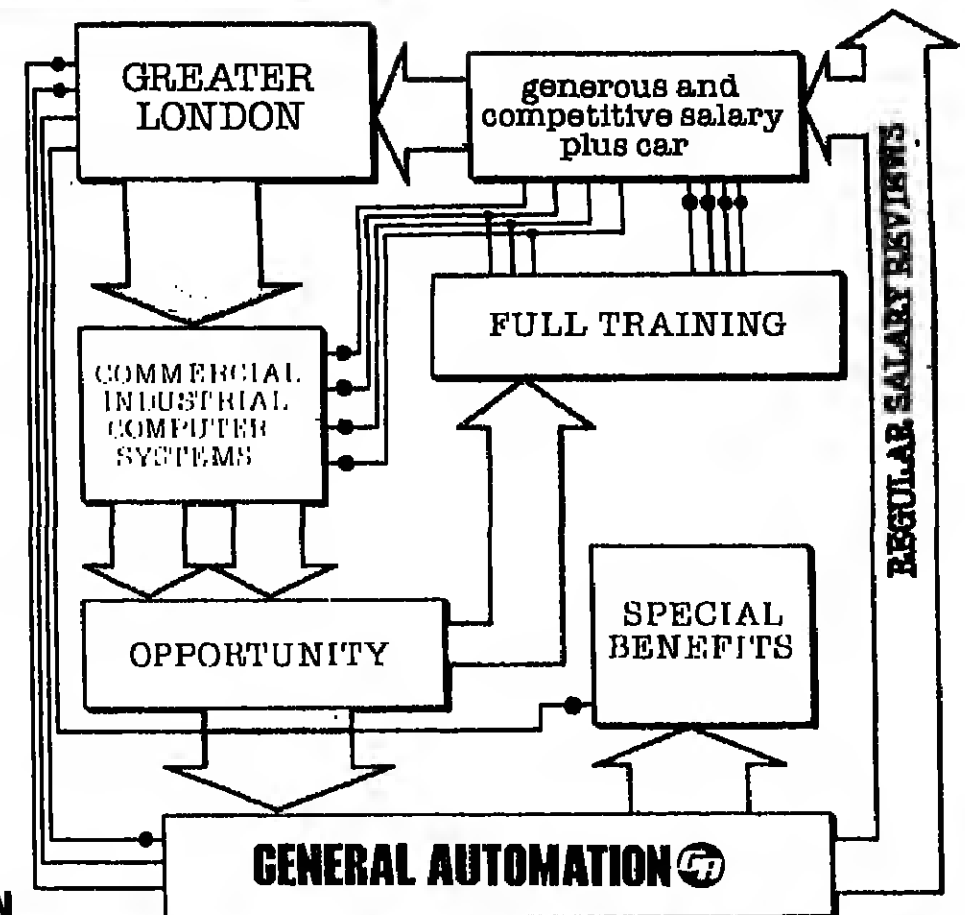 GREATER
LONDON
generous and
competitive salary
plus car
REGULAR SALARY REVIEWS
FULL TRAINING
COMMERCIAL
INDUSTRIAL
COMPUTER
SYSTEMS
SPECIAL
BENEFITS
OPPORTUNITY
GENERAL AUTOMATION GA
N